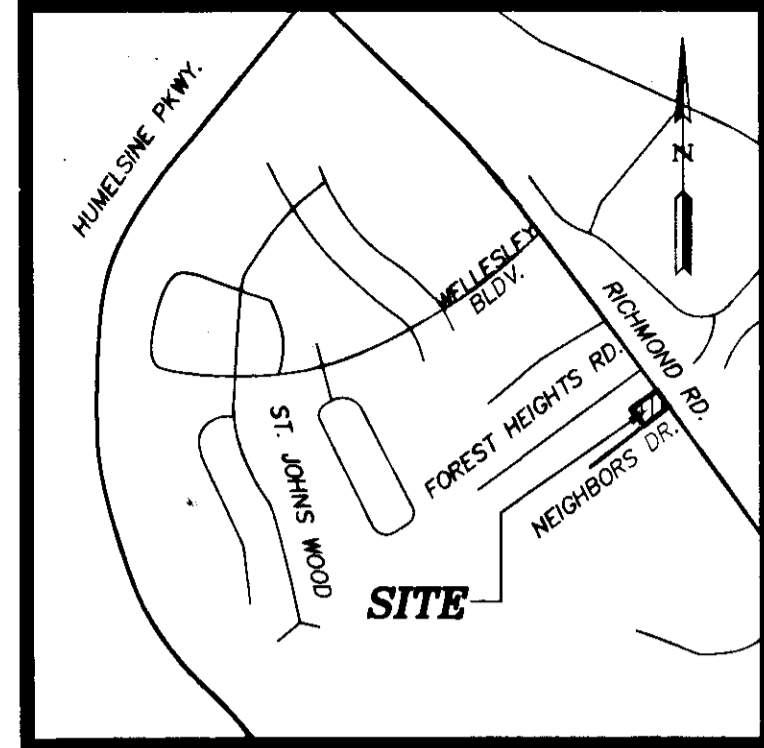 HUMELSINE PKWY.
N
WELLESLEY
BLDV.
RICHMOND RD.
FOREST HEIGHTS RD.
ST. JOHNS WOOD
NEIGHBORS DR.
SITE